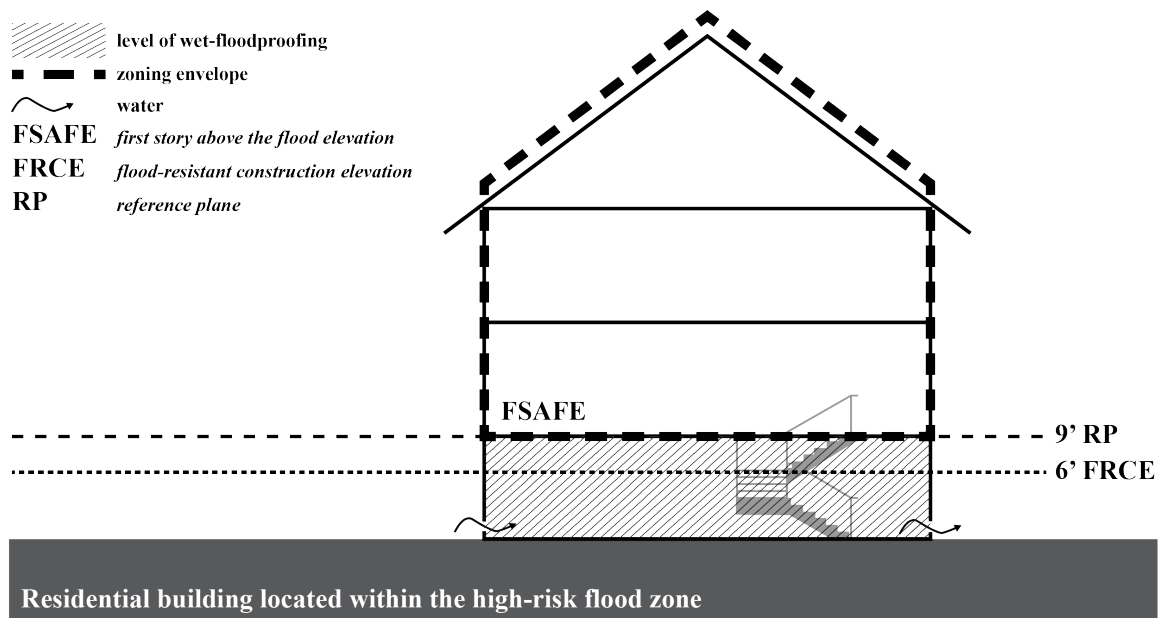 level of wet-floodproofing
zoning envelope
water
FSAFE first story above the flood elevation
FRCE flood-resistant construction elevation
RP reference plane
FSAFE
9’ RP
6’ FRCE
Residential building located within the high-risk flood zone